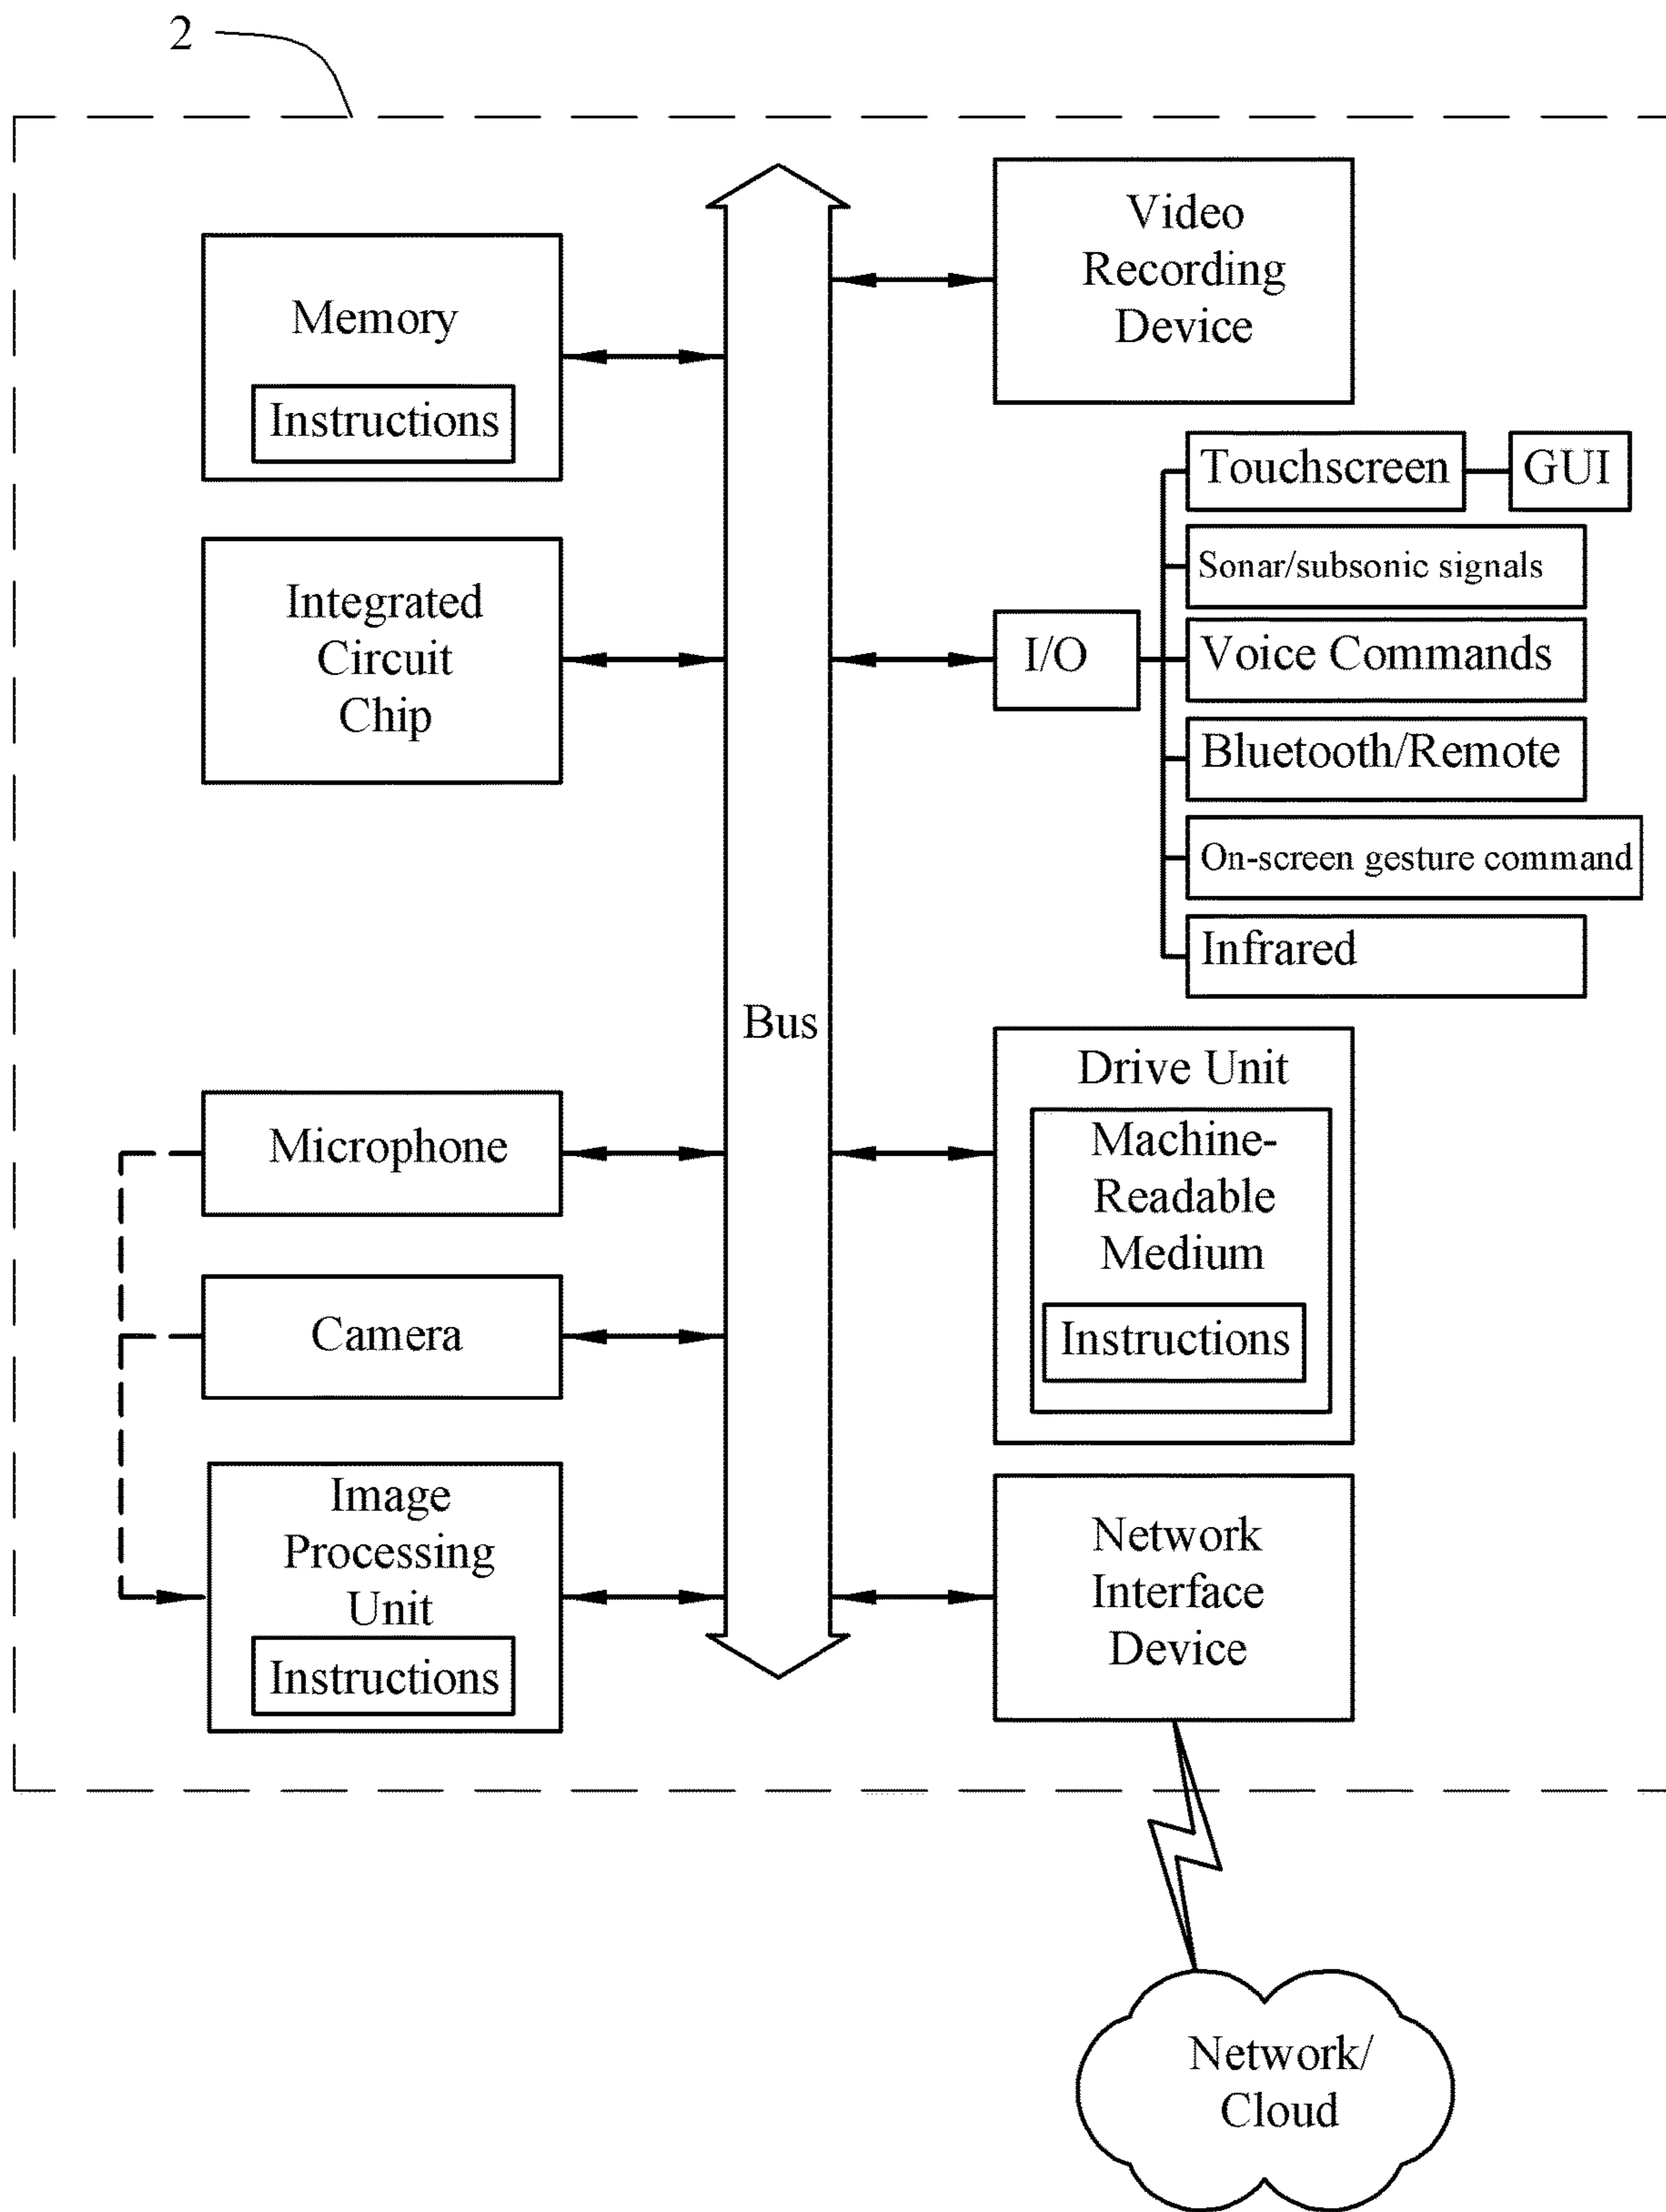 2
Memory
Instructions
Integrated
Circuit
Chip
Microphone
Camera
Image
Processing
Unit
Instructions
Bus
Video
Recording
Device
I/O
Touchscreen
GUI
Sonar/subsonic signals
Voice Commands
Bluetooth/Remote
On-screen gesture command
Infrared
Drive Unit
Machine-
Readable
Medium
Instructions
Network
Interface
Device
Network/
Cloud